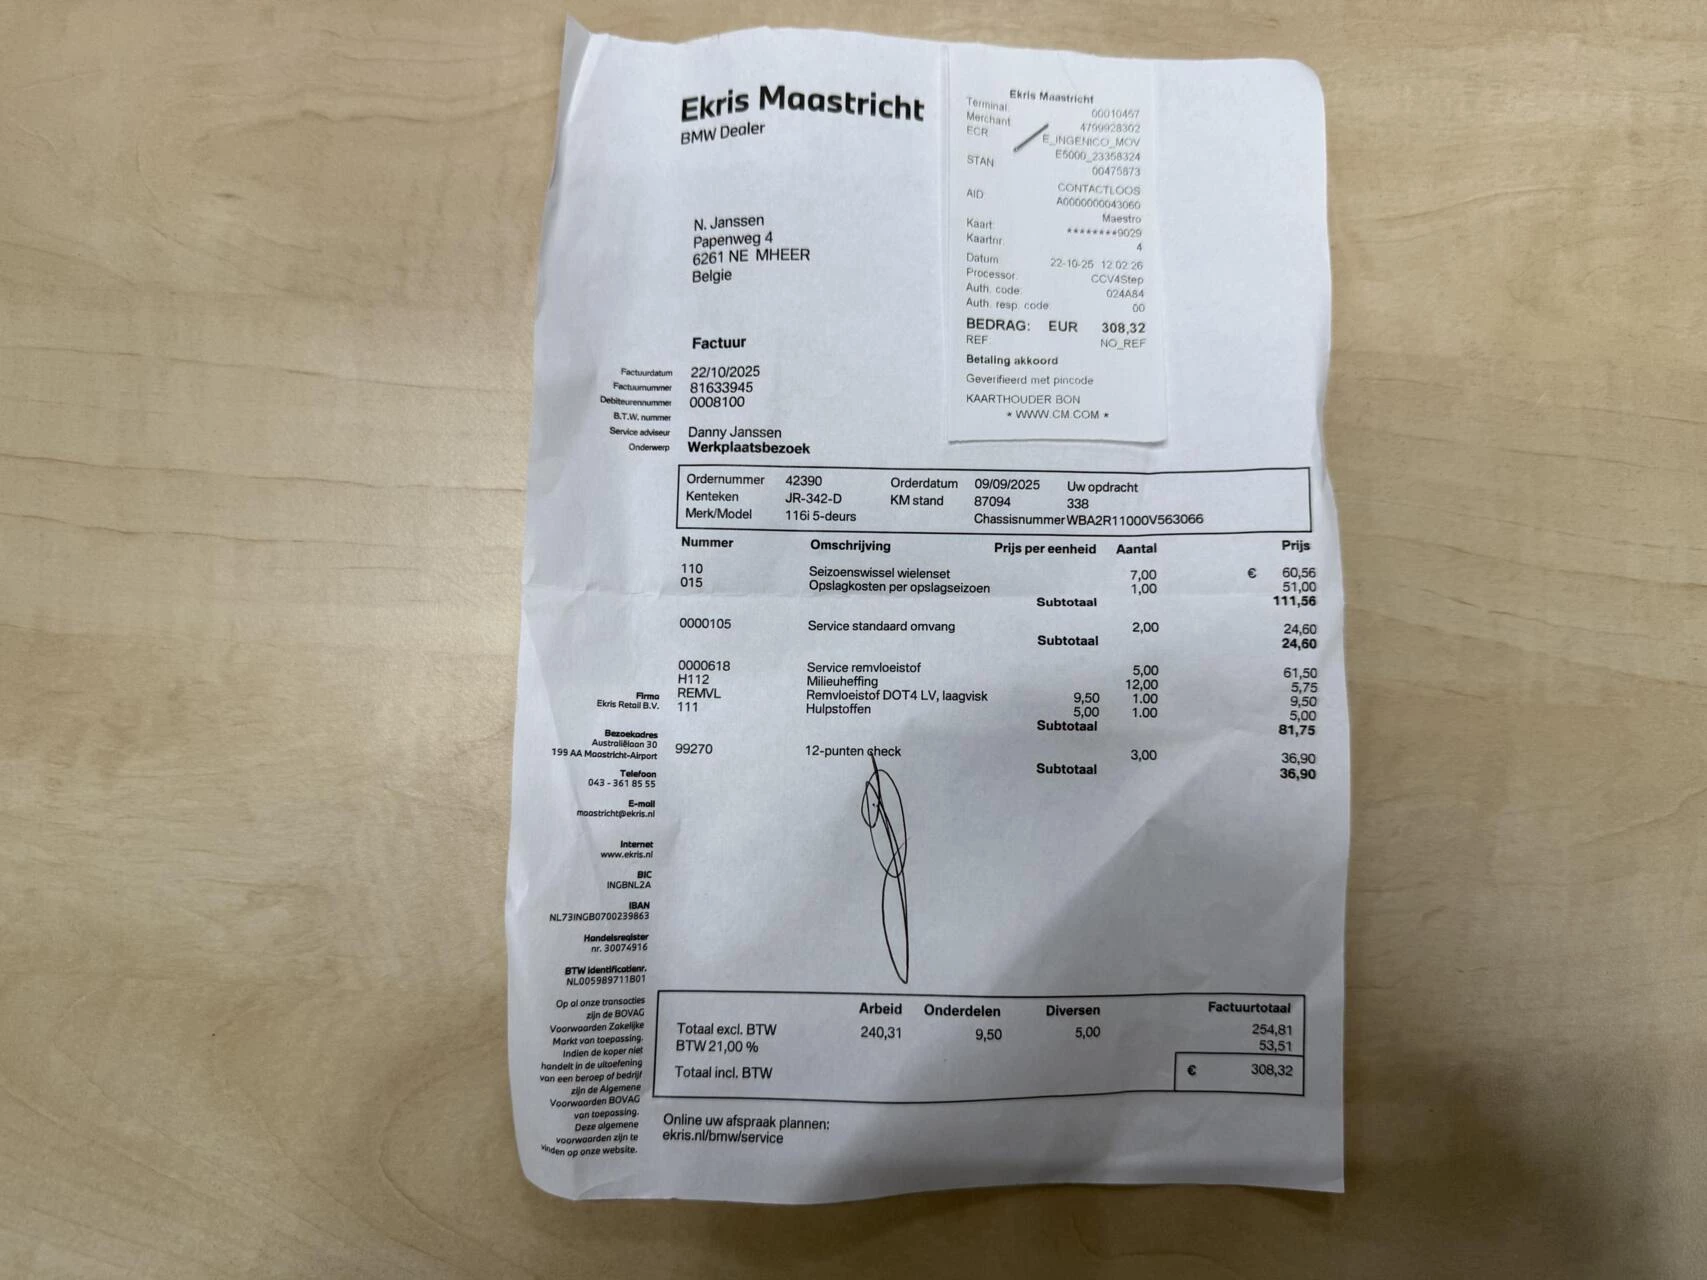 Ekris Maastricht
BMW Dealer
Ekris Maastricht
Terminal 00010467
Merchant 4799928302
ECR E_INGENICO_MOV
E5000_23358324
STAN 00475873
CONTACTLOOS
AID A0000000043060
Maestro
Kaart ********9029
Kaartnr. 4
Datum 22-10-25 12:02:26
Processor. CCV4Step
Auth. code: 024A84
Auth. resp. code: 00
BEDRAG: EUR 308,32
REF: NO_REF
Betaling akkoord
Geverifieerd met pincode
KAARTHOUDER BON
* WWW.CM.COM *
N. Janssen
Papenweg 4
6261 NE MHEER
Belgie
Factuur
Factuurdatum 22/10/2025
Factuurnummer 81633945
Debiteurennummer 0008100
B.T.W. nummer
Service adviseur Danny Janssen
Onderwerp Werkplaatsbezoek
Ordernummer 42390 Orderdatum 09/09/2025 Uw opdracht
Kenteken JR-342-D KM stand 87094 338
Merk/Model 116i 5-deurs Chassisnummer WBA2R11000V563066
Nummer Omschrijving Prijs per eenheid Aantal Prijs
110 Seizoenswissel wielenset 7,00 € 60,56
015 Opslagkosten per opslagseizoen 1,00 51,00
Subtotaal 111,56
0000105 Service standaard omvang 2,00 24,60
Subtotaal 24,60
0000618 Service remvloeistof 5,00 61,50
H112 Milieuheffing 12,00 5,75
REMVL Remvloeistof DOT4 LV, laagvisk 9,50 1.00 9,50
111 Hulpstoffen 5,00 1.00 5,00
Subtotaal 81,75
99270 12-punten check 3,00 36,90
Subtotaal 36,90
Firma
Ekris Retail B.V.
Bezoekadres
Australiëlaan 30
199 AA Maastricht-Airport
Telefoon
043 - 361 85 55
E-mail
maastricht@ekris.nl
Internet
www.ekris.nl
BIC
INGBNL2A
IBAN
NL73INGB0700239863
Handelsregister
nr. 30074916
BTW Identificatienr.
NL005989711B01
Op al onze transacties
zijn de BOVAG
Voorwaarden Zakelijke
Markt van toepassing.
Indien de koper niet
handelt in de uitoefening
van een beroep of bedrijf
zijn de Algemene
Voorwaarden BOVAG
van toepassing.
Deze algemene
voorwaarden zijn te
vinden op onze website.
Arbeid Onderdelen Diversen Factuurtotaal
Totaal excl. BTW 240,31 9,50 5,00 254,81
BTW 21,00 % 53,51
Totaal incl. BTW € 308,32
Online uw afspraak plannen:
ekris.nl/bmw/service